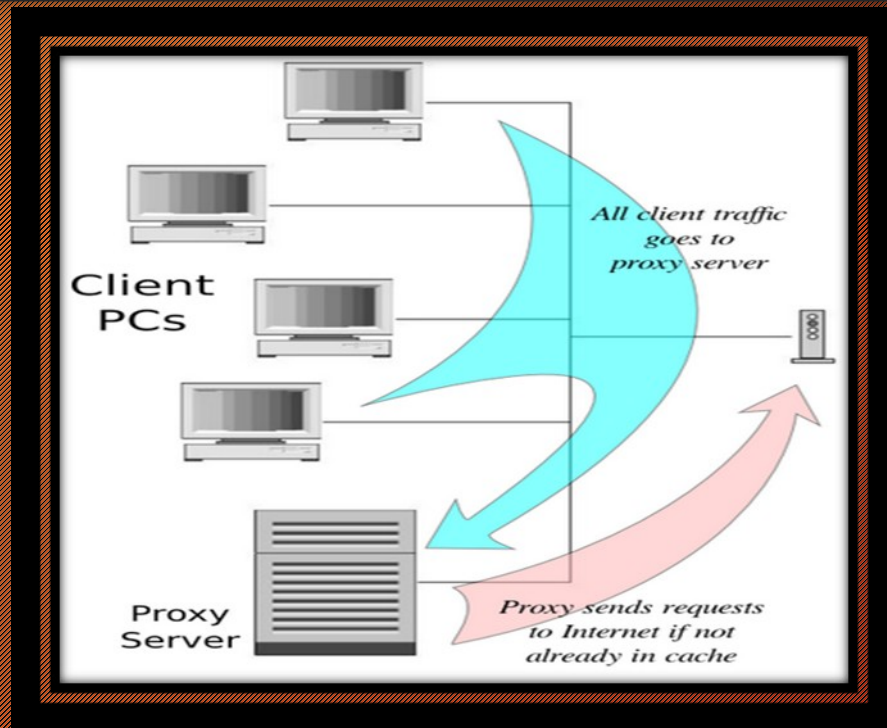 Client
PCs
All client traffic
goes to
proxy server
Proxy
Server
Proxy sends requests
to Internet if not
already in cache